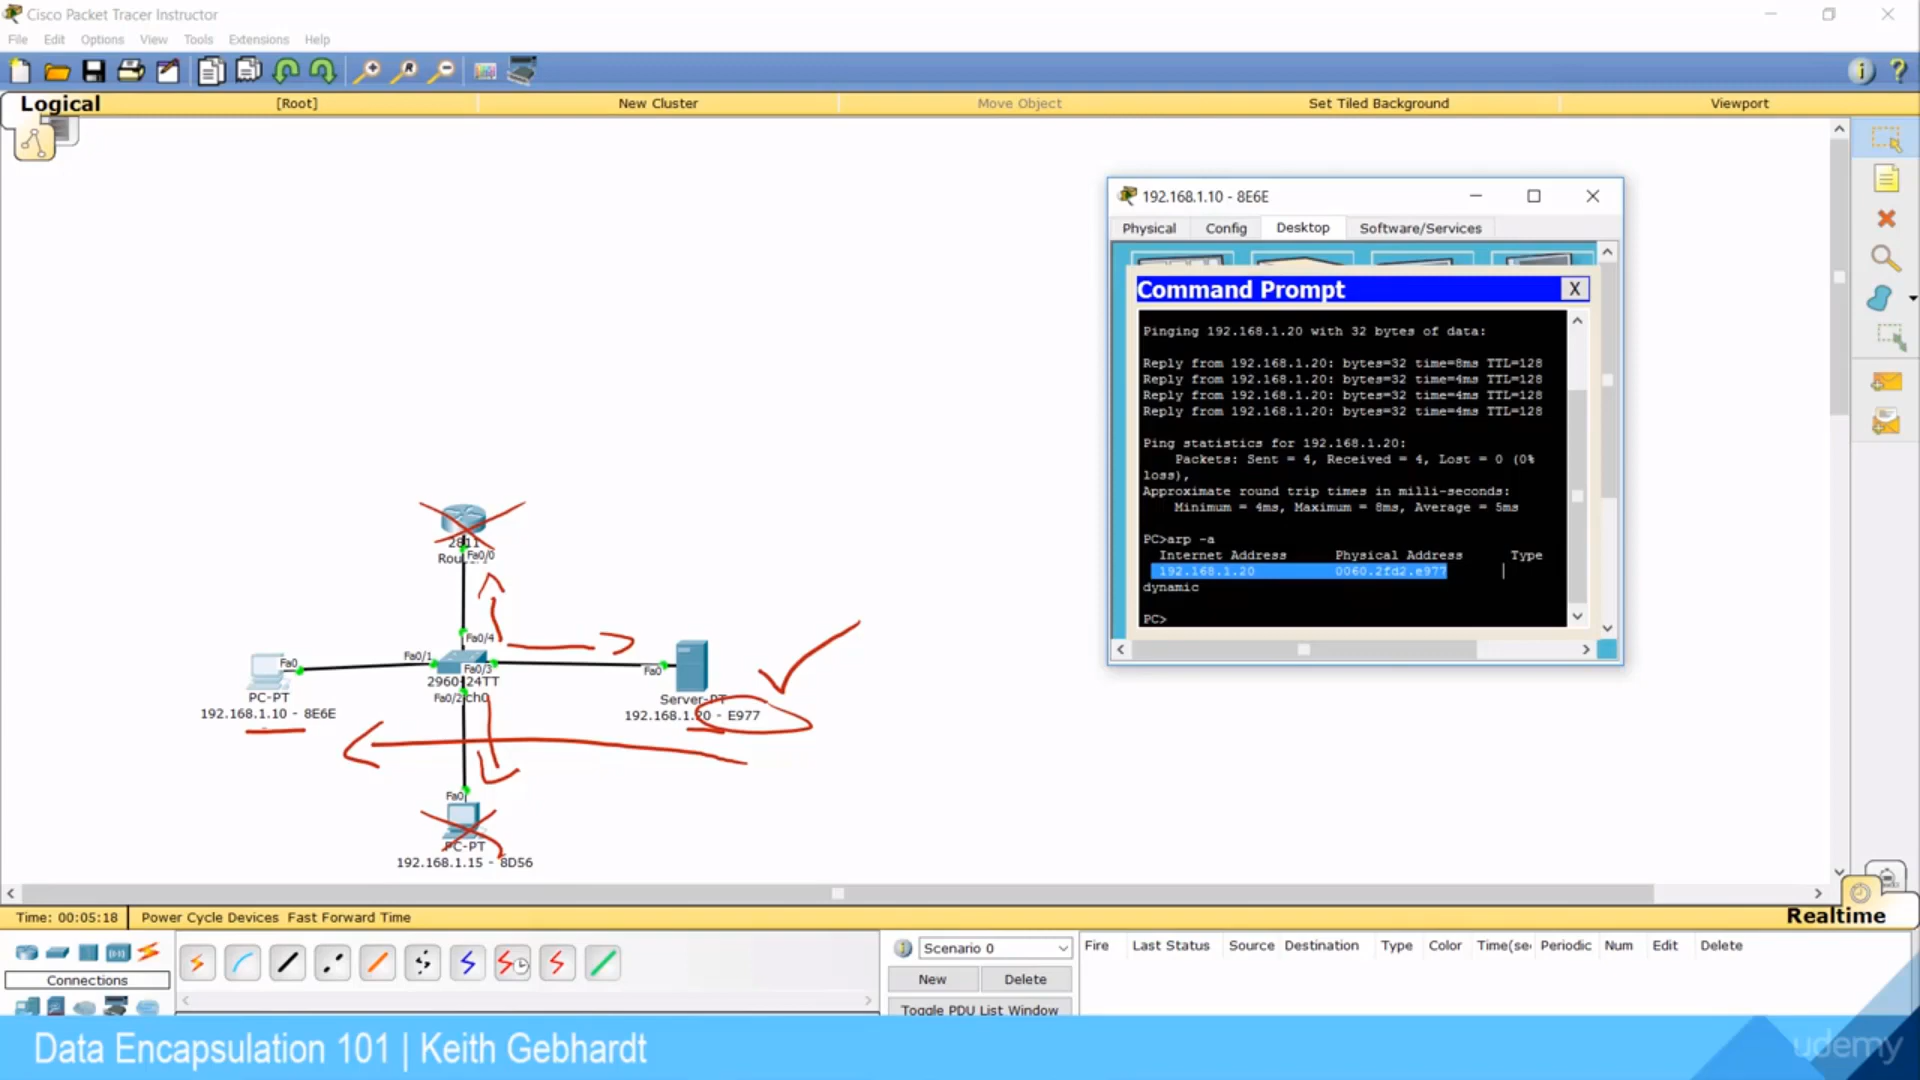 Cisco Packet Tracer Instructor
File Edit Options View Tools Extensions Help
Logical [Root] New Cluster Move Object Set Tiled Background Viewport
192.168.1.10 - 8E6E
Physical Config Desktop Software/Services
Command Prompt X
Pinging 192.168.1.20 with 32 bytes of data:
Reply from 192.168.1.20: bytes=32 time=8ms TTL=128
Reply from 192.168.1.20: bytes=32 time=4ms TTL=128
Reply from 192.168.1.20: bytes=32 time=4ms TTL=128
Reply from 192.168.1.20: bytes=32 time=4ms TTL=128
Ping statistics for 192.168.1.20:
Packets: Sent = 4, Received = 4, Lost = 0 (0%
loss),
Approximate round trip times in milli-seconds:
Minimum = 4ms, Maximum = 8ms, Average = 5ms
PC>arp -a
Internet Address Physical Address Type
192.168.1.20 0060.2fd2.e977
dynamic
PC>
2811
Fa0/0
Fa0/4
Fa0 Fa0/1 Fa0/3 Fa0
2960-24TT
Fa0/2
PC-PT
192.168.1.10 - 8E6E
Server-PT
192.168.1.20 - E977
Fa0
PC-PT
192.168.1.15 - 8D56
Time: 00:05:18 Power Cycle Devices Fast Forward Time Realtime
Connections
Scenario 0
New Delete
Toggle PDU List Window
Fire Last Status Source Destination Type Color Time(sec Periodic Num Edit Delete
Data Encapsulation 101 | Keith Gebhardt
udemy